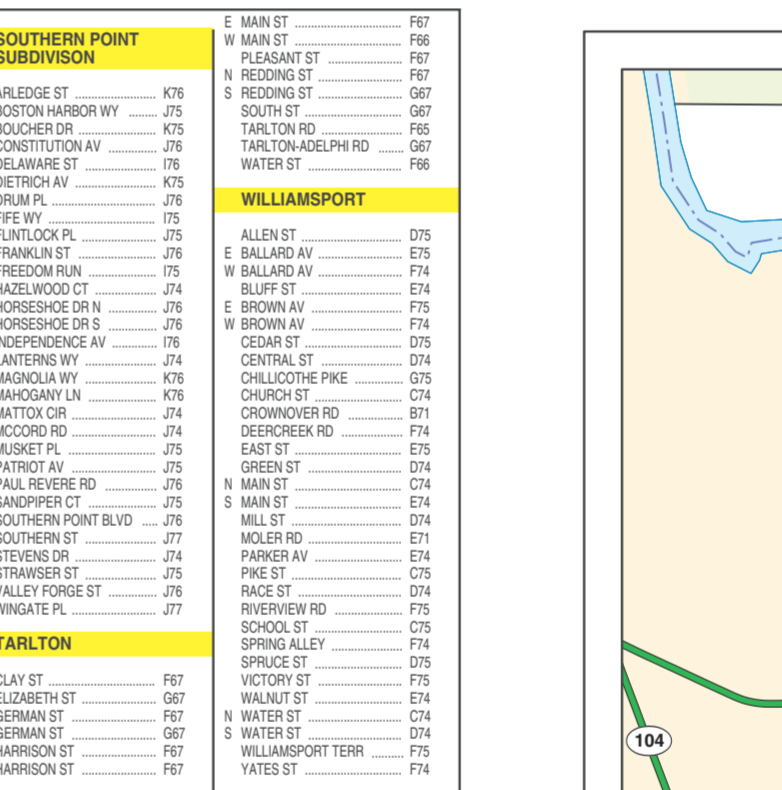 SOUTHERN POINT
SUBDIVISON
ARLEDGE ST K76
BOSTON HARBOR WY J75
BOUCHER DR K75
CONSTITUTION AV J76
DELAWARE ST I76
DIETRICH AV K75
DRUM PL J76
FIFE WY I75
FLINTLOCK PL J75
FRANKLIN ST J76
FREEDOM RUN I75
HAZELWOOD CT J74
HORSESHOE DR N J76
HORSESHOE DR S J76
INDEPENDENCE AV I76
LANTERNS WY J74
MAGNOLIA WY K76
MAHOGANY LN K76
MATTOX CIR J74
MCCORD RD J74
MUSKET PL J75
PATRIOT AV J75
PAUL REVERE RD J76
SANDPIPER CT J75
SOUTHERN POINT BLVD J76
SOUTHERN ST J77
STEVENS DR J74
STRAWSER ST J75
VALLEY FORGE ST J76
WINGATE PL J77
TARLTON
CLAY ST F67
ELIZABETH ST G67
GERMAN ST F67
GERMAN ST G67
HARRISON ST F67
HARRISON ST F67
E MAIN ST F67
W MAIN ST F66
PLEASANT ST F67
N REDDING ST F67
S REDDING ST G67
SOUTH ST G67
TARLTON RD F65
TARLTON-ADELPHI RD G67
WATER ST F66
WILLIAMSPORT
ALLEN ST D75
E BALLARD AV E75
W BALLARD AV F74
BLUFF ST E74
E BROWN AV F75
W BROWN AV F74
CEDAR ST D75
CENTRAL ST D74
CHILLICOTHE PIKE G75
CHURCH ST C74
CROWNOVER RD B71
DEERCREEK RD F74
EAST ST E75
GREEN ST D74
N MAIN ST C74
S MAIN ST E74
MILL ST D74
MOLER RD E71
PARKER AV E74
PIKE ST C75
RACE ST D74
RIVERVIEW RD F75
SCHOOL ST C75
SPRING ALLEY F74
SPRUCE ST D75
VICTORY ST F75
WALNUT ST E74
N WATER ST C74
S WATER ST D74
WILLIAMSPORT TERR F75
YATES ST F74
104